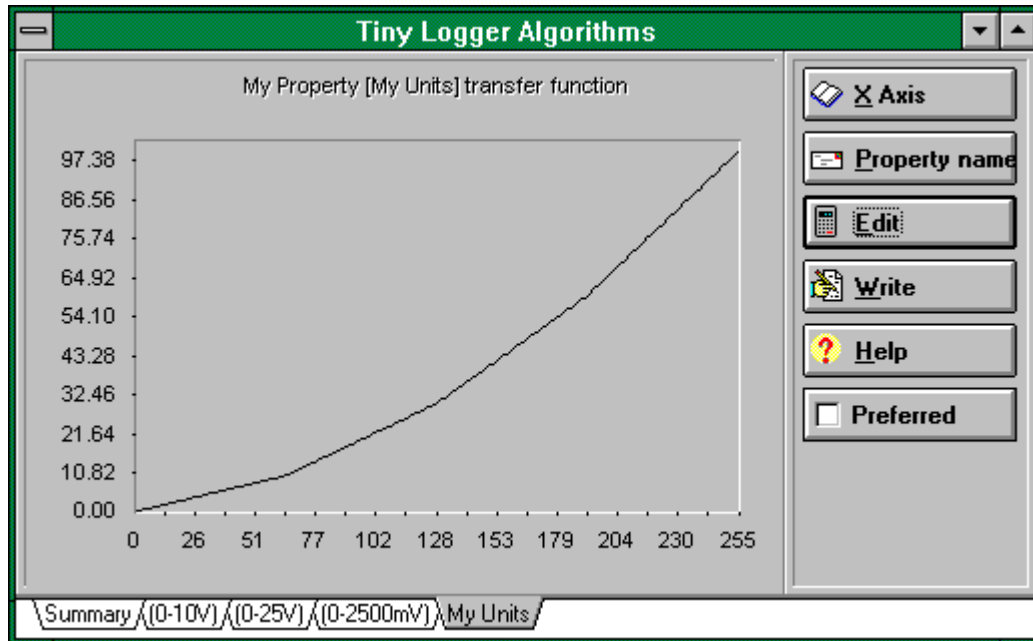 Tiny Logger Algorithms
My Property [My Units] transfer function
97.38
86.56
75.74
64.92
54.10
43.28
32.46
21.64
10.82
0.00
0 26 51 77 102 128 153 179 204 230 255
X Axis
Property name
Edit
Write
Help
Preferred
Summary (0-10V) (0-25V) (0-2500mV) My Units